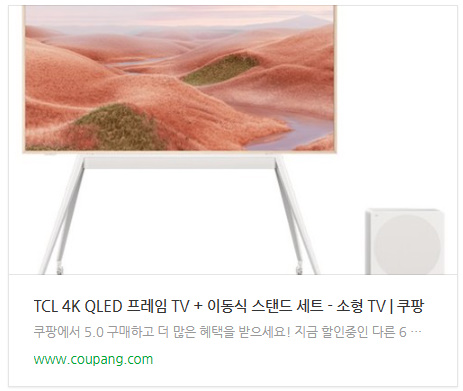 TCL 4K QLED 프레임 TV + 이동식 스탠드 세트 - 소형 TV | 쿠팡
쿠팡에서 5.0 구매하고 더 많은 혜택을 받으세요! 지금 할인중인 다른 6 …
www.coupang.com